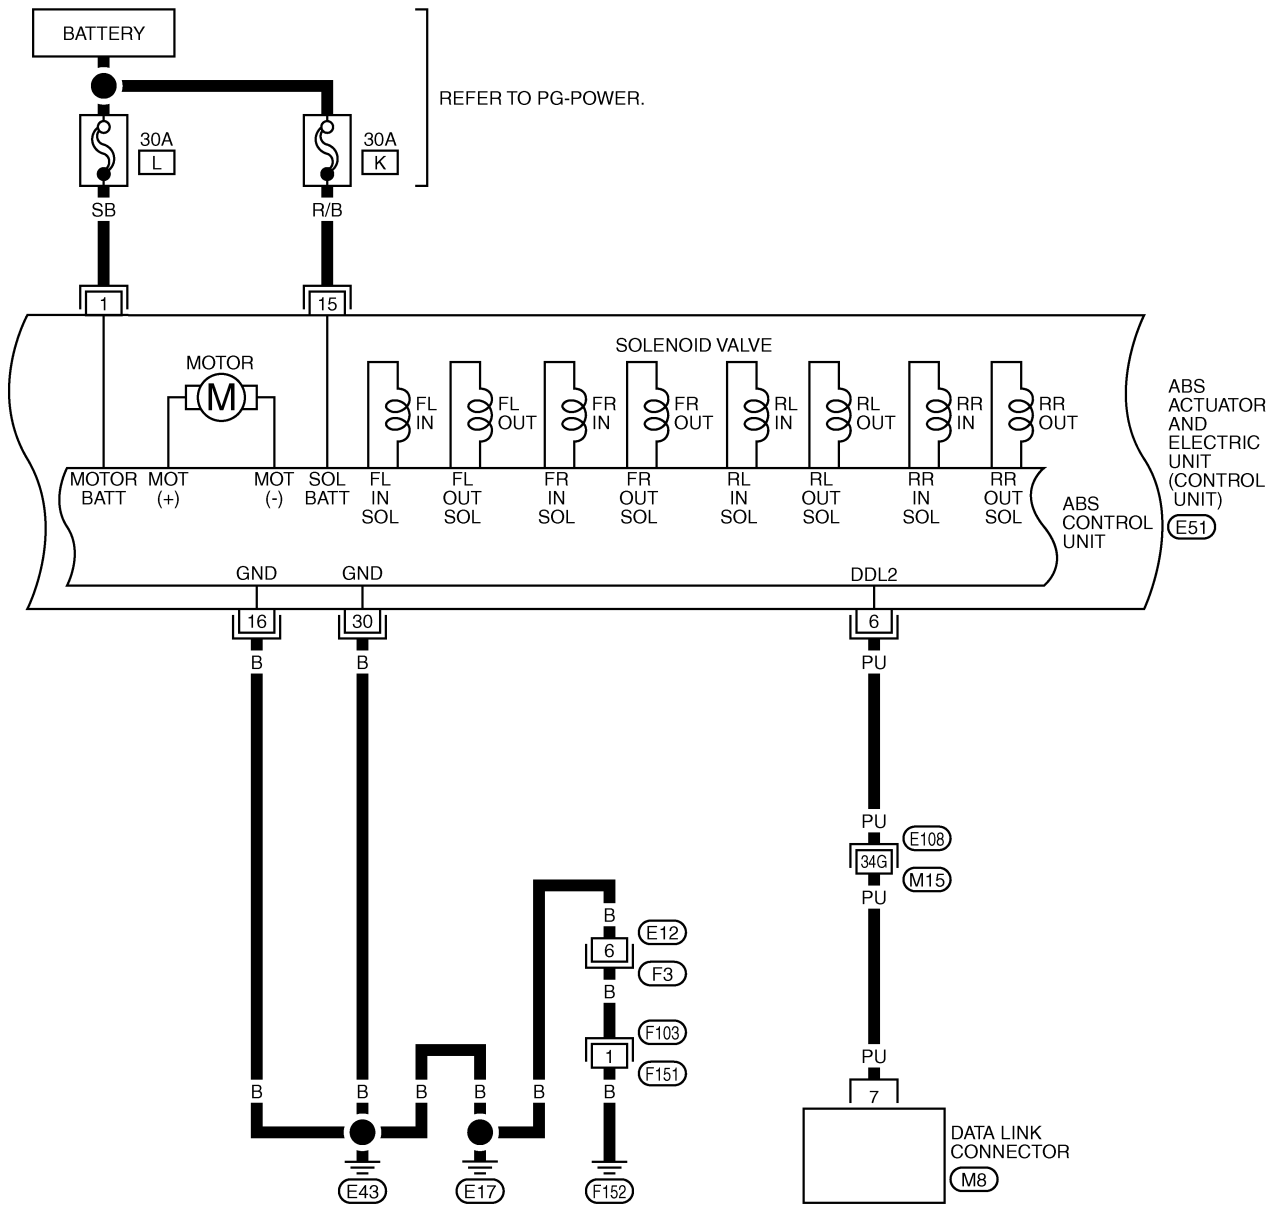 BATTERY
REFER TO PG-POWER.
30A
L
30A
K
SB
R/B
1
15
SOLENOID VALVE
MOTOR
M
FL
IN
FL
OUT
FR
IN
FR
OUT
RL
IN
RL
OUT
RR
IN
RR
OUT
ABS
ACTUATOR
AND
ELECTRIC
UNIT
(CONTROL
UNIT)
E51
MOTOR
BATT
MOT
(+)
MOT
(-)
SOL
BATT
FL
IN
SOL
FL
OUT
SOL
FR
IN
SOL
FR
OUT
SOL
RL
IN
SOL
RL
OUT
SOL
RR
IN
SOL
RR
OUT
SOL
ABS
CONTROL
UNIT
GND
GND
DDL2
16
30
6
B
B
PU
PU
E108
34G
M15
PU
B
E12
6
F3
B
F103
1
F151
PU
B
B
B
B
B
B
7
DATA LINK
CONNECTOR
M8
E43
E17
F152